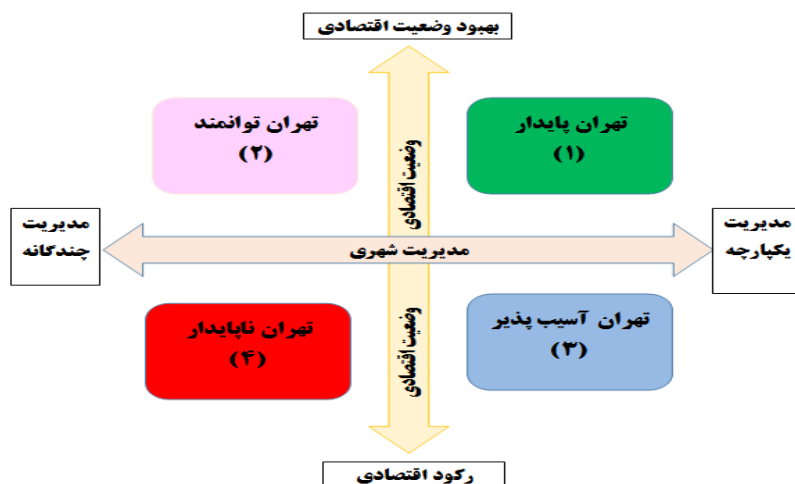 بهبود وضعیت اقتصادی
تهران پایدار
(۱)
تهران توانمند
(۲)
وضعیت اقتصادی
مدیریت
یکپارچه
مدیریت شهری
مدیریت
چندگانه
تهران آسیب پذیر
(۳)
تهران ناپایدار
(۴)
وضعیت اقتصادی
رکود اقتصادی